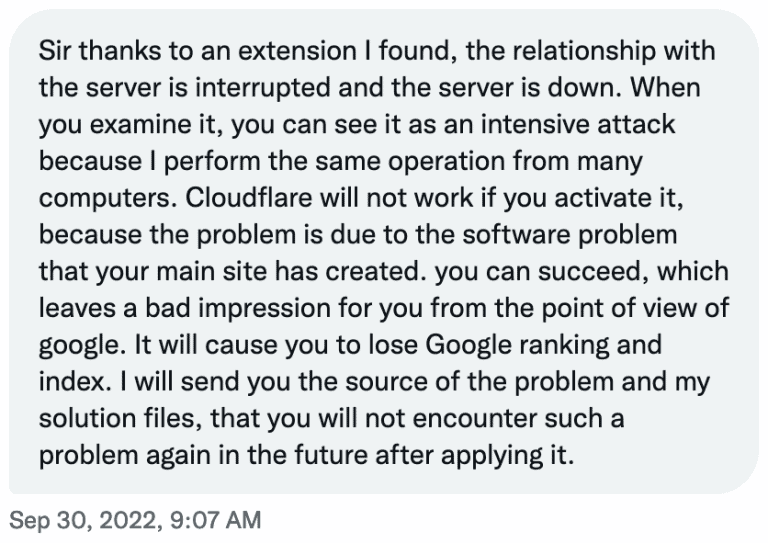 Sir thanks to an extension I found, the relationship with
the server is interrupted and the server is down. When
you examine it, you can see it as an intensive attack
because I perform the same operation from many
computers. Cloudflare will not work if you activate it,
because the problem is due to the software problem
that your main site has created. you can succeed, which
leaves a bad impression for you from the point of view of
google. It will cause you to lose Google ranking and
index. I will send you the source of the problem and my
solution files, that you will not encounter such a
problem again in the future after applying it.
Sep 30, 2022, 9:07 AM